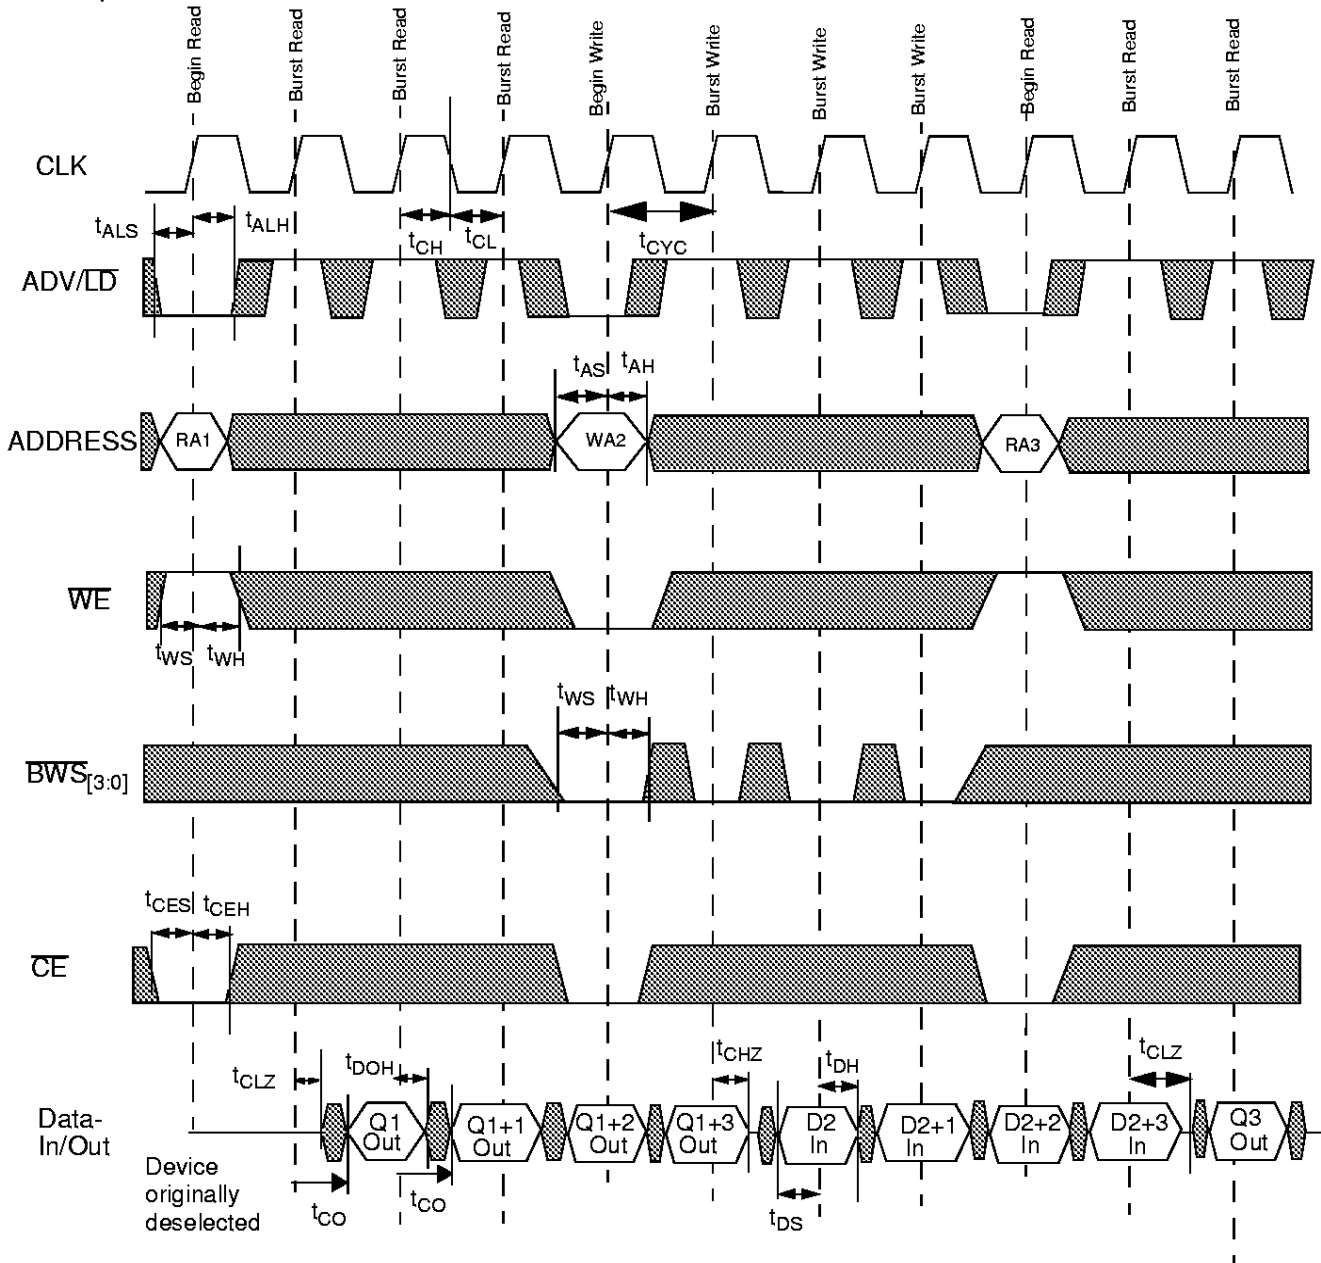 Begin Read
Burst Read
Burst Read
Burst Read
Begin Write
Burst Write
Burst Write
Burst Write
Begin Read
Burst Read
Burst Read
CLK
tALS
tALH
tCH
tCL
tCYC
ADV/LD
tAS
tAH
ADDRESS
RA1
WA2
RA3
WE
tWS
tWH
tWS
tWH
BWS[3:0]
tCES
tCEH
CE
tCLZ
tDOH
tCHZ
tDH
tCLZ
Data-
In/Out
Q1
Out
Q1+1
Out
Q1+2
Out
Q1+3
Out
D2
In
D2+1
In
D2+2
In
D2+3
In
Q3
Out
Device
originally
deselected
tCO
tCO
tDS